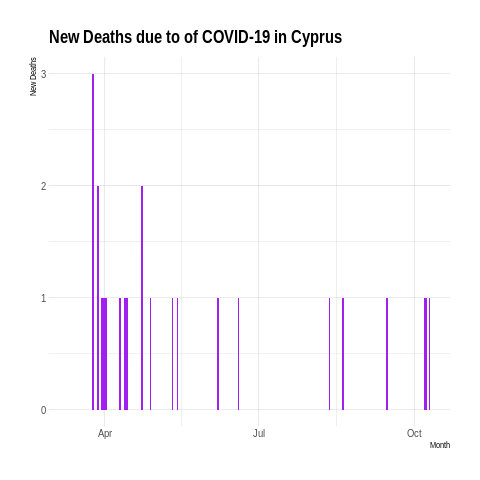 New Deaths due to of COVID-19 in Cyprus
New Deaths
3
2
1
0
Apr
Jul
Oct
Month